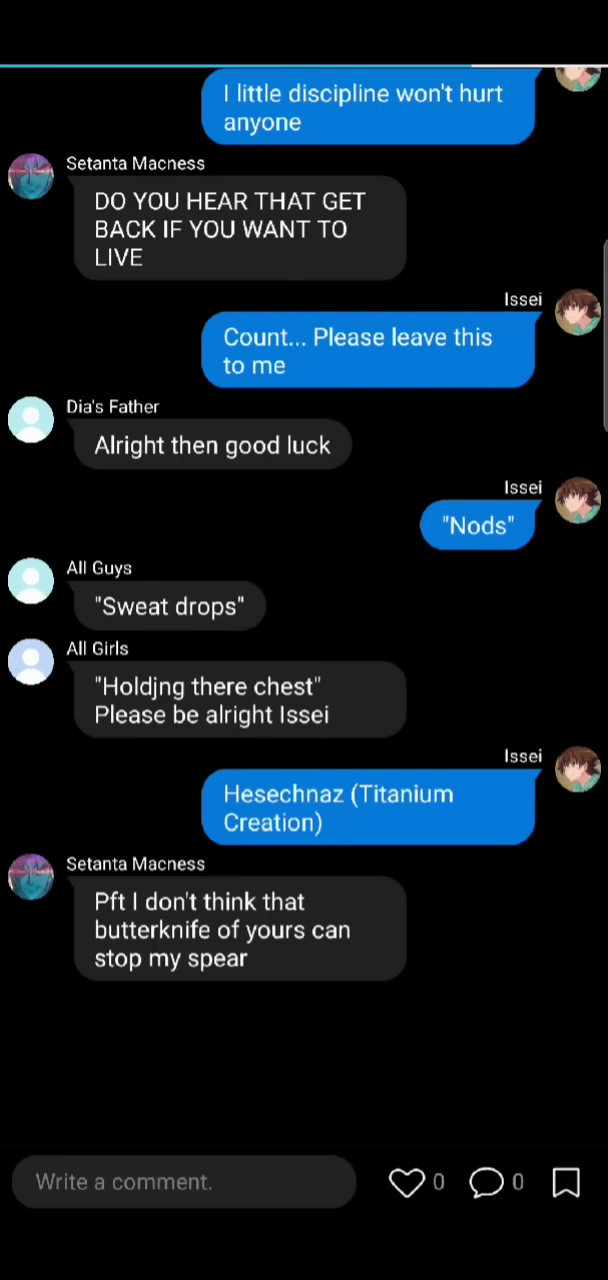 I little discipline won't hurt
anyone
Setanta Macness
DO YOU HEAR THAT GET
BACK IF YOU WANT TO
LIVE
Issei
Count... Please leave this
to me
Dia's Father
Alright then good luck
Issei
"Nods"
All Guys
"Sweat drops"
All Girls
"Holdjng there chest"
Please be alright Issei
Issei
Hesechnaz (Titanium
Creation)
Setanta Macness
Pft I don't think that
butterknife of yours can
stop my spear
Write a comment.
0
0